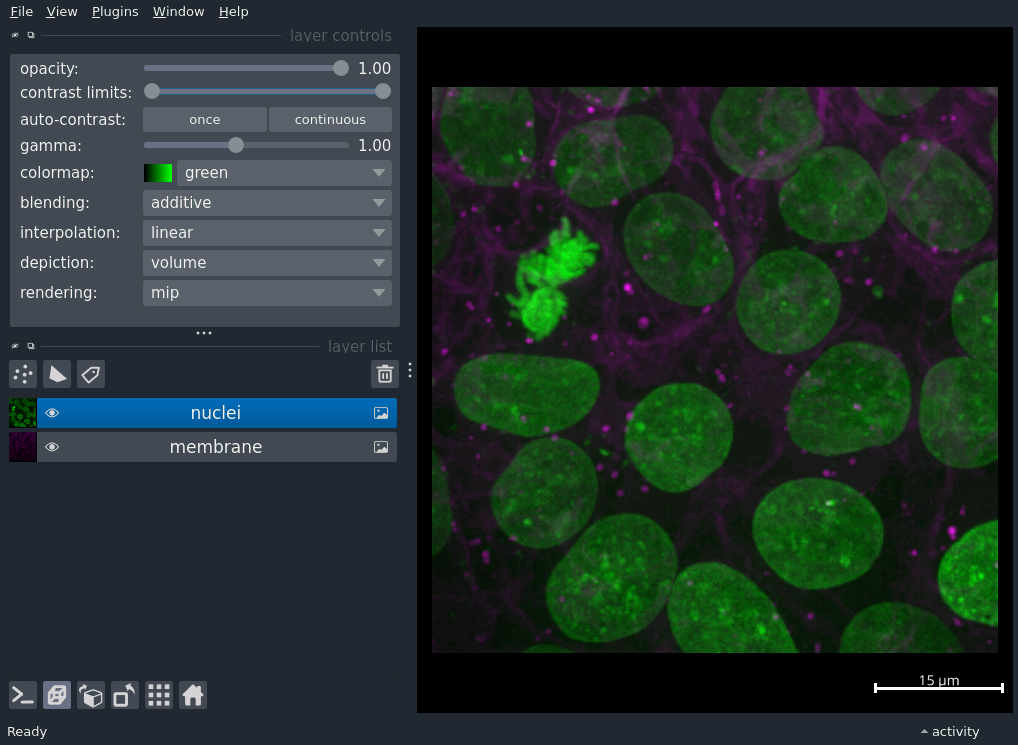 File View Plugins Window Help
layer controls
opacity: 1.00
contrast limits:
auto-contrast: once continuous
gamma: 1.00
colormap: green
blending: additive
interpolation: linear
depiction: volume
rendering: mip
layer list
nuclei
membrane
15 µm
Ready activity